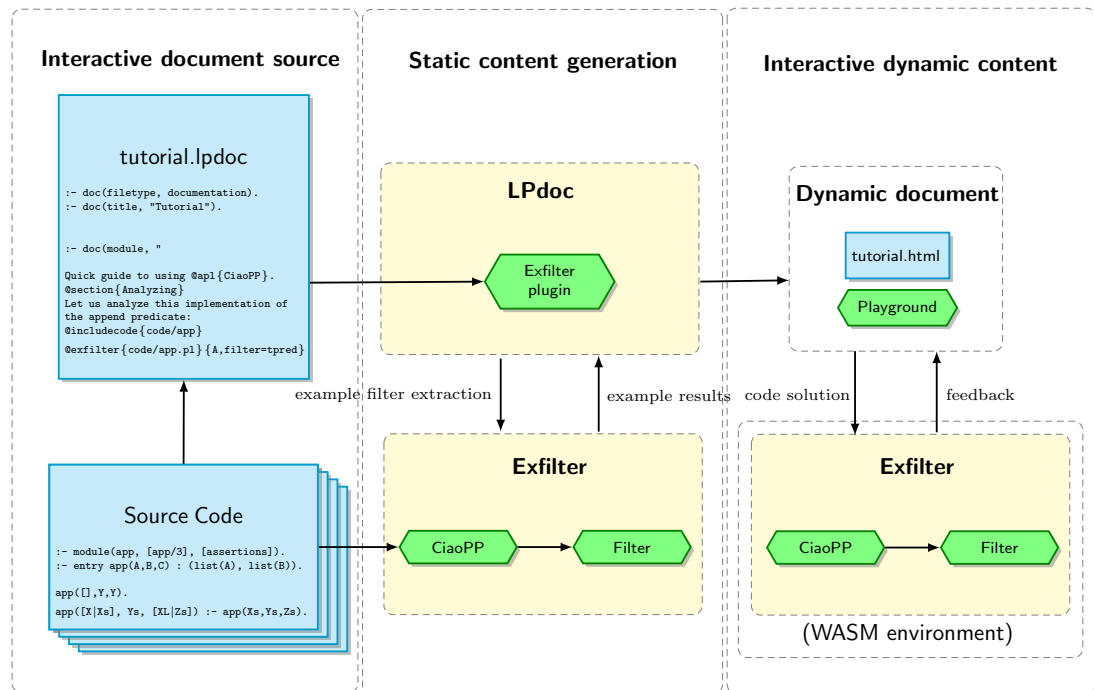 Interactive document source
tutorial.lpdoc
:- doc(filetype, documentation).
:- doc(title, "Tutorial").
:- doc(module, "
Quick guide to using @apl{CiaoPP}.
@section{Analyzing}
Let us analyze this implementation of
the append predicate:
@includecode{code/app}
@exfilter{code/app.pl}{A,filter=tpred}
Source Code
:- module(app, [app/3], [assertions]).
:- entry app(A,B,C) : (list(A), list(B)).
app([],Y,Y).
app([X|Xs], Ys, [XL|Zs]) :- app(Xs,Ys,Zs).
Static content generation
LPdoc
Exfilter
plugin
example filter extraction
example results
Exfilter
CiaoPP
Filter
Interactive dynamic content
Dynamic document
tutorial.html
Playground
code solution
feedback
Exfilter
CiaoPP
Filter
(WASM environment)